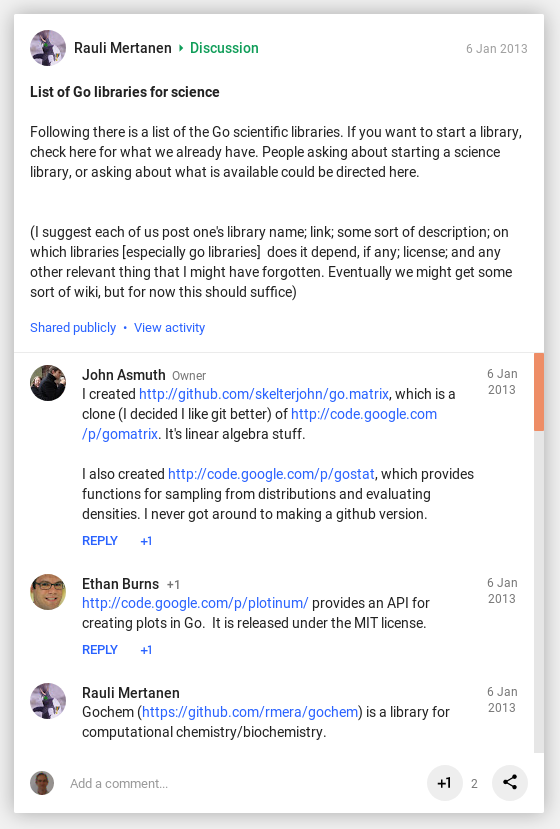 Rauli Mertanen Discussion 6 Jan 2013
List of Go libraries for science
Following there is a list of the Go scientific libraries. If you want to start a library,
check here for what we already have. People asking about starting a science
library, or asking about what is available could be directed here.
(I suggest each of us post one's library name; link; some sort of description; on
which libraries [especially go libraries]  does it depend, if any; license; and any
other relevant thing that I might have forgotten. Eventually we might get some
sort of wiki, but for now this should suffice)
Shared publicly • View activity
John Asmuth Owner 6 Jan
2013
I created http://github.com/skelterjohn/go.matrix, which is a
clone (I decided I like git better) of http://code.google.com
/p/gomatrix. It's linear algebra stuff.
I also created http://code.google.com/p/gostat, which provides
functions for sampling from distributions and evaluating
densities. I never got around to making a github version.
REPLY +1
Ethan Burns +1 6 Jan
2013
http://code.google.com/p/plotinum/ provides an API for
creating plots in Go.  It is released under the MIT license.
REPLY +1
Rauli Mertanen 6 Jan
2013
Gochem (https://github.com/rmera/gochem) is a library for
computational chemistry/biochemistry.
Add a comment... +1 2